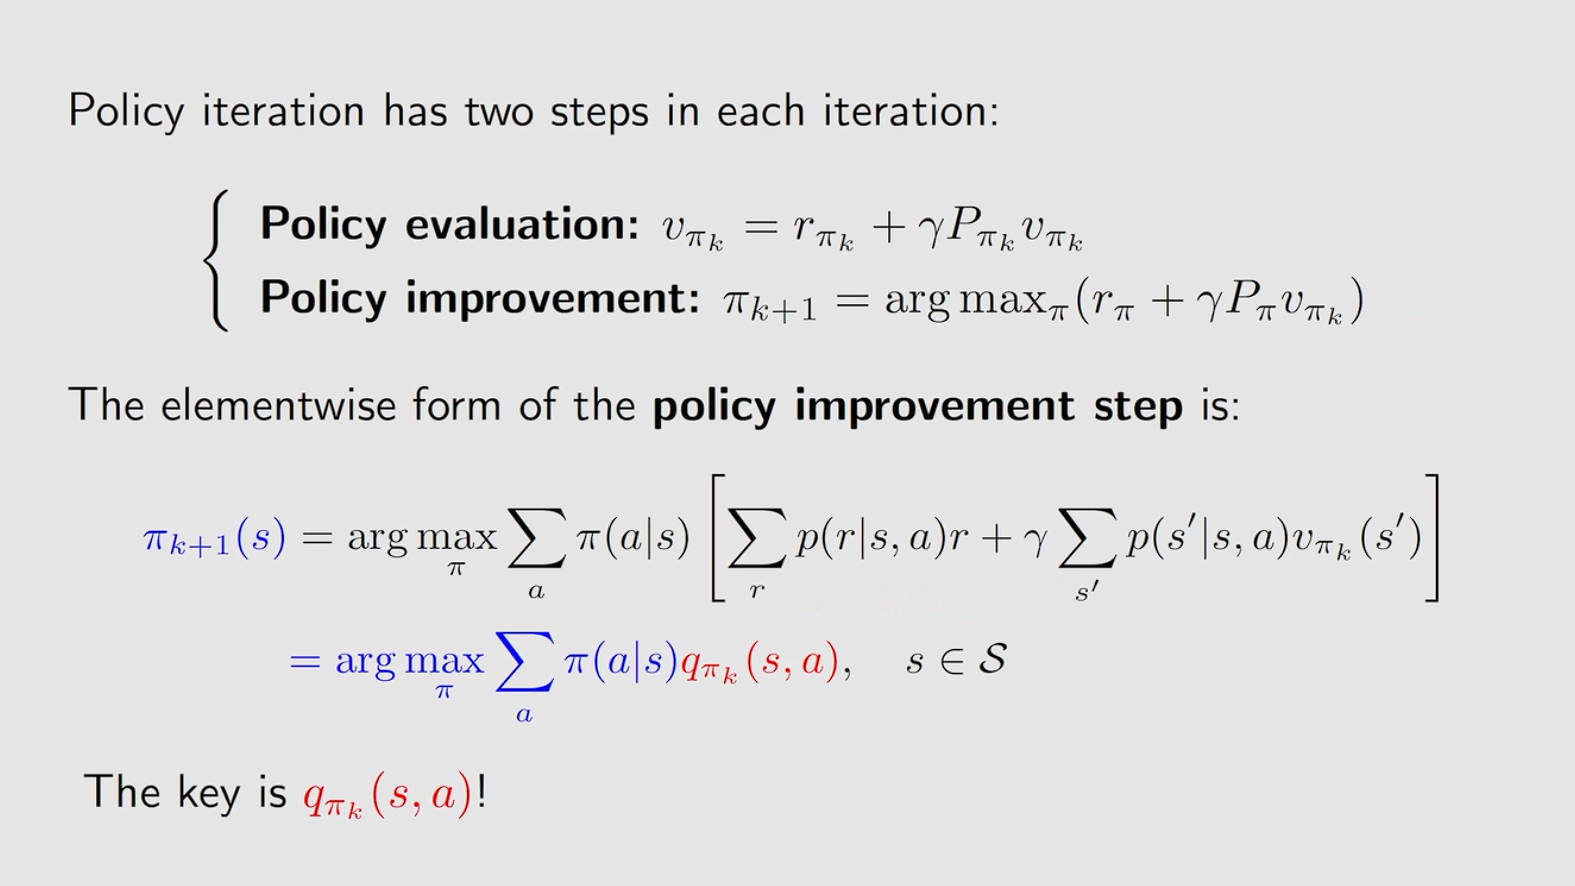 Policy iteration has two steps in each iteration:
Policy evaluation: $v_{\pi_k} = r_{\pi_k} + \gamma P_{\pi_k} v_{\pi_k}$
Policy improvement: $\pi_{k+1} = \arg\max_{\pi}(r_{\pi} + \gamma P_{\pi} v_{\pi_k})$
The elementwise form of the policy improvement step is:
$\pi_{k+1}(s) = \arg\max_{\pi} \sum_{a} \pi(a|s) \left[ \sum_{r} p(r|s,a)r + \gamma \sum_{s'} p(s'|s,a) v_{\pi_k}(s') \right]$
$= \arg\max_{\pi} \sum_{a} \pi(a|s) q_{\pi_k}(s,a), \quad s \in \mathcal{S}$
The key is $q_{\pi_k}(s,a)$!